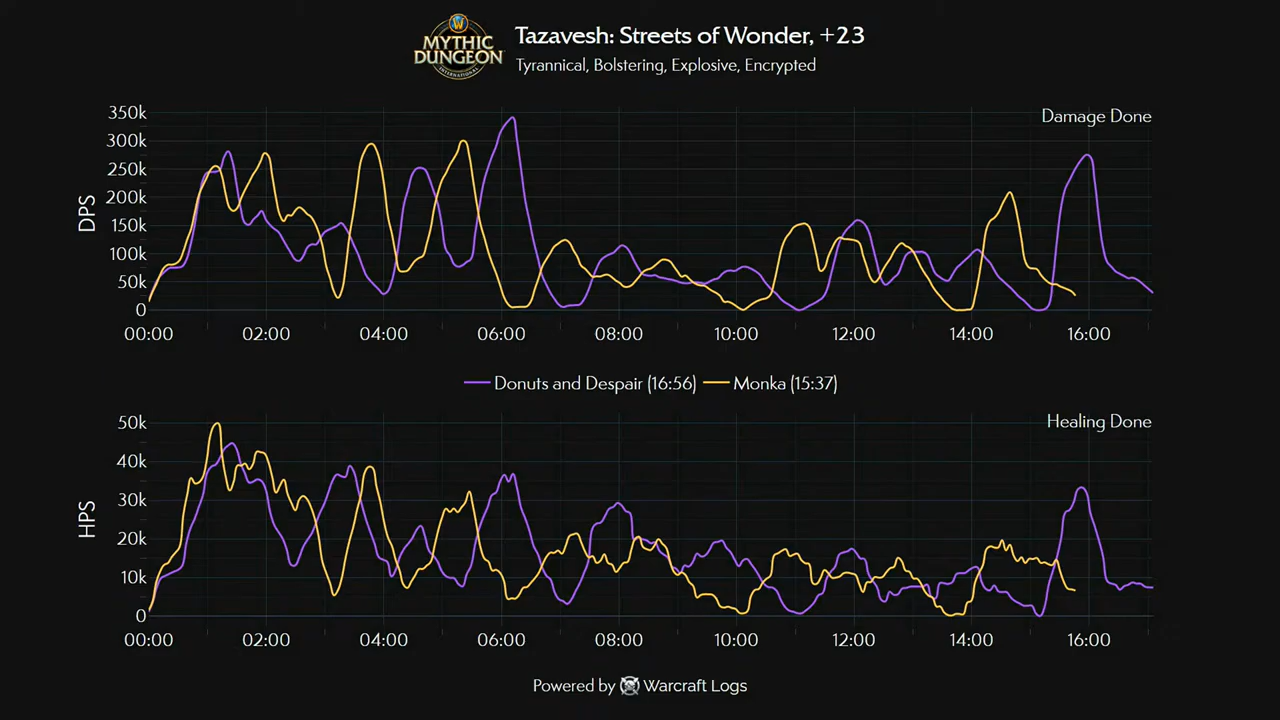 MYTHIC
DUNGEON
INTERNATIONAL
Tazavesh: Streets of Wonder, +23
Tyrannical, Bolstering, Explosive, Encrypted
Damage Done
DPS
350k
300k
250k
200k
150k
100k
50k
0
00:00 02:00 04:00 06:00 08:00 10:00 12:00 14:00 16:00
Donuts and Despair (16:56) Monka (15:37)
Healing Done
HPS
50k
40k
30k
20k
10k
0
00:00 02:00 04:00 06:00 08:00 10:00 12:00 14:00 16:00
Powered by Warcraft Logs